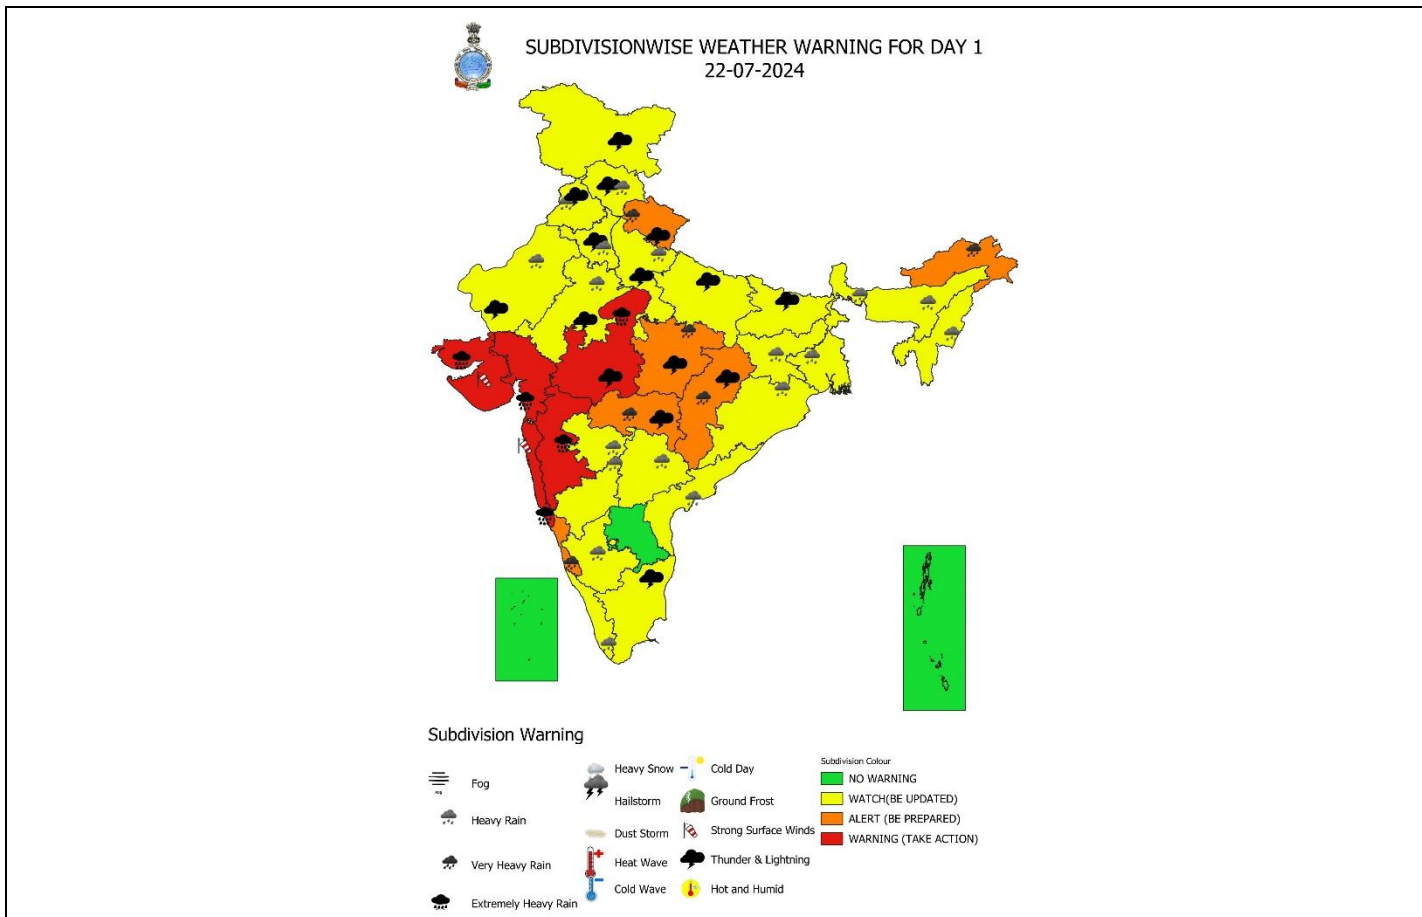 SUBDIVISIONWISE WEATHER WARNING FOR DAY 1
22-07-2024
Subdivision Warning
Fog
Heavy Rain
Very Heavy Rain
Extremely Heavy Rain
Heavy Snow
Hailstorm
Dust Storm
Heat Wave
Cold Wave
Cold Day
Ground Frost
Strong Surface Winds
Thunder & Lightning
Hot and Humid
Subdivision Colour
NO WARNING
WATCH(BE UPDATED)
ALERT (BE PREPARED)
WARNING (TAKE ACTION)